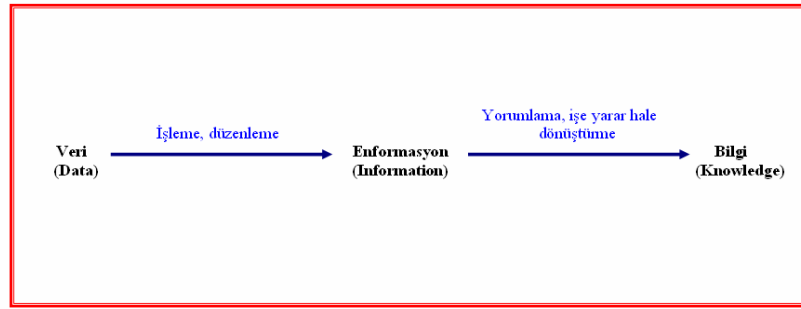 Yorumlama, işe yarar hale
dönüştürme
İşleme, düzenleme
Veri
(Data)
Enformasyon
(Information)
Bilgi
(Knowledge)